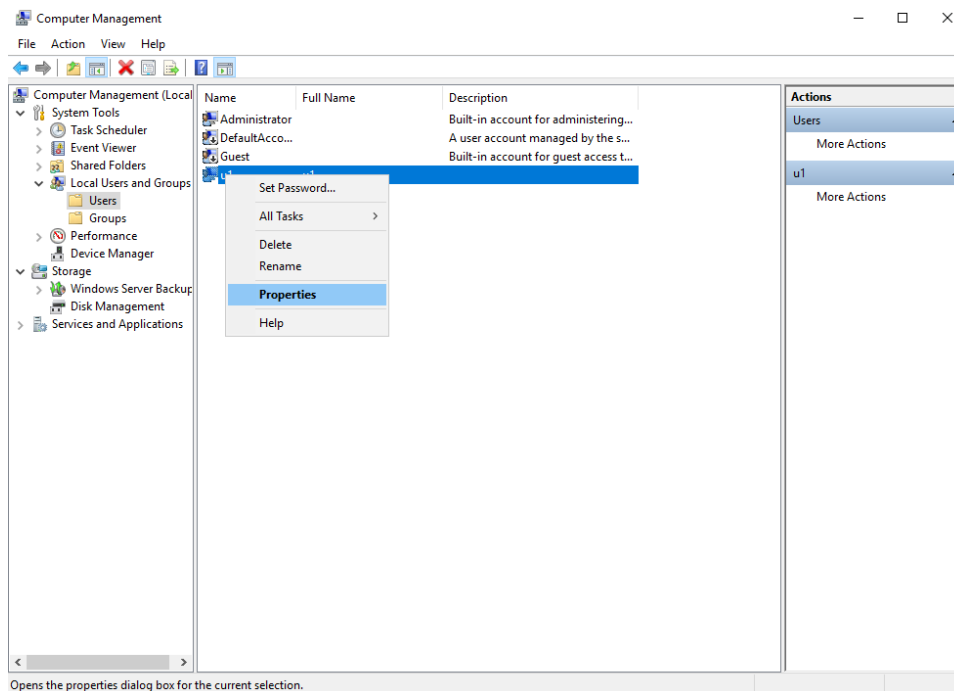 Computer Management
File Action View Help
Computer Management (Local
System Tools
Task Scheduler
Event Viewer
Shared Folders
Local Users and Groups
Users
Groups
Performance
Device Manager
Storage
Windows Server Backup
Disk Management
Services and Applications
Name Full Name Description
Administrator Built-in account for administering...
DefaultAcco... A user account managed by the s...
Guest Built-in account for guest access t...
u1 u1
Set Password...
All Tasks
Delete
Rename
Properties
Help
Actions
Users
More Actions
u1
More Actions
Opens the properties dialog box for the current selection.